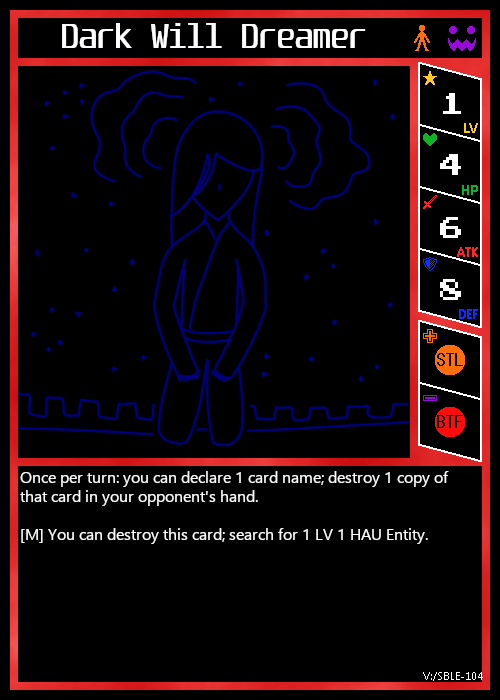 Dark Will Dreamer
1
LV
4
HP
6
ATK
8
DEF
STL
BTF
Once per turn: you can declare 1 card name; destroy 1 copy of
that card in your opponent's hand.
[M] You can destroy this card; search for 1 LV 1 HAU Entity.
V:/SBLE-104